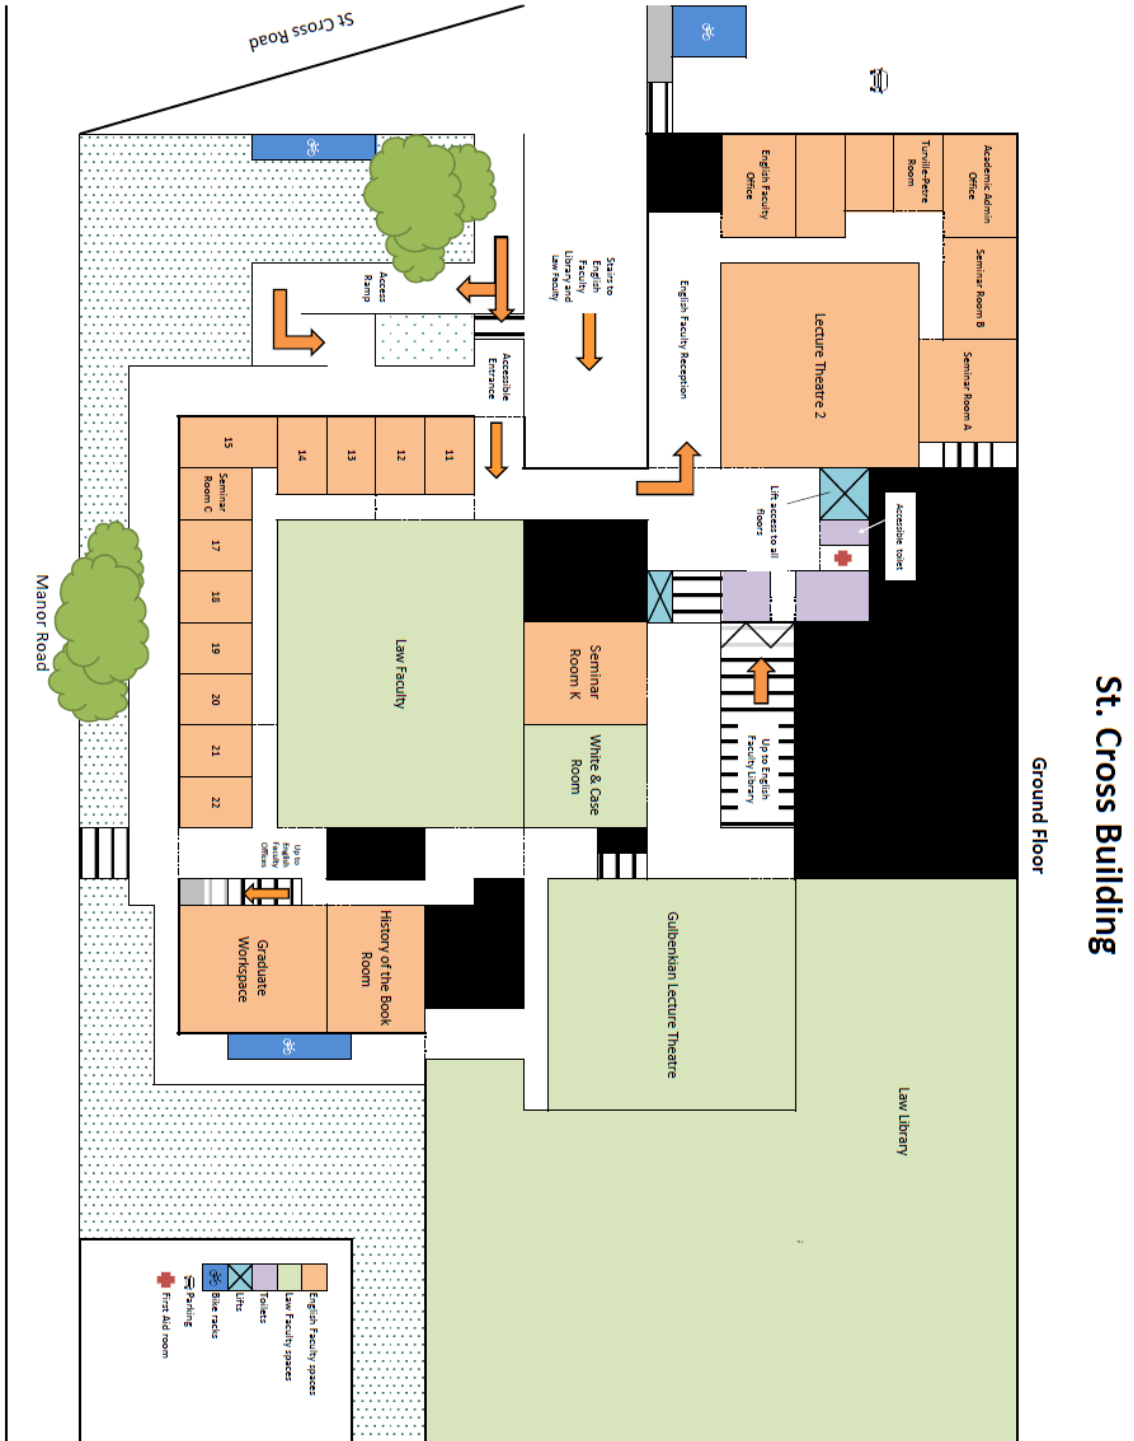 St. Cross Building
Ground Floor
St Cross Road
Manor Road
Academic Admin
Office
Turville-Petre
Room
English Faculty
Office
Seminar Room B
Seminar Room A
Lecture Theatre 2
English Faculty Reception
Stairs to
English
Faculty
Library and
Law Faculty
Access
Ramp
Accessible
Entrance
Lift access to all
floors
Accessible toilet
11
12
13
14
15
Seminar
Room C
17
18
19
20
21
22
Law Faculty
Seminar
Room K
White & Case
Room
Up to English
Faculty Library
Up to
English
Faculty
Offices
Graduate
Workspace
History of the Book
Room
Gulbenkian Lecture Theatre
Law Library
English Faculty spaces
Law Faculty spaces
Toilets
Lifts
Bike racks
Parking
First Aid room